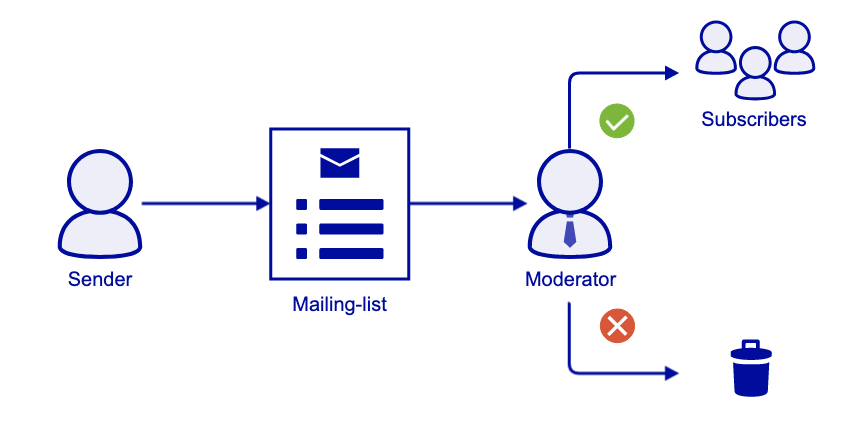 Subscribers
Sender
Moderator
Mailing-list